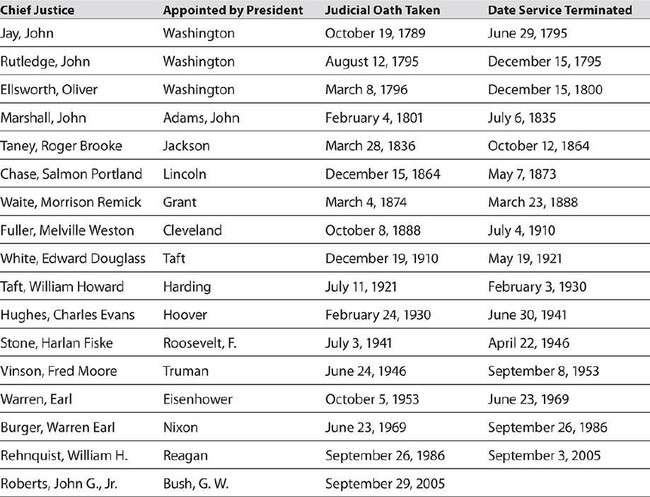 Chief Justice Appointed by President Judicial Oath Taken Date Service Terminated
Jay, John Washington October 19, 1789 June 29, 1795
Rutledge, John Washington August 12, 1795 December 15, 1795
Ellsworth, Oliver Washington March 8, 1796 December 15, 1800
Marshall, John Adams, John February 4, 1801 July 6, 1835
Taney, Roger Brooke Jackson March 28, 1836 October 12, 1864
Chase, Salmon Portland Lincoln December 15, 1864 May 7, 1873
Waite, Morrison Remick Grant March 4, 1874 March 23, 1888
Fuller, Melville Weston Cleveland October 8, 1888 July 4, 1910
White, Edward Douglass Taft December 19, 1910 May 19, 1921
Taft, William Howard Harding July 11, 1921 February 3, 1930
Hughes, Charles Evans Hoover February 24, 1930 June 30, 1941
Stone, Harlan Fiske Roosevelt, F. July 3, 1941 April 22, 1946
Vinson, Fred Moore Truman June 24, 1946 September 8, 1953
Warren, Earl Eisenhower October 5, 1953 June 23, 1969
Burger, Warren Earl Nixon June 23, 1969 September 26, 1986
Rehnquist, William H. Reagan September 26, 1986 September 3, 2005
Roberts, John G., Jr. Bush, G. W. September 29, 2005